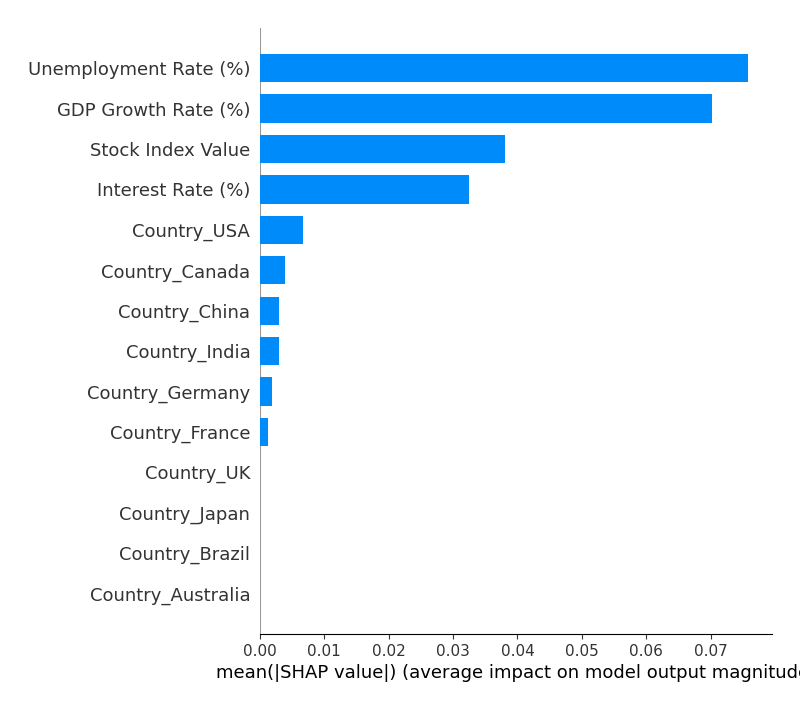 Unemployment Rate (%)
GDP Growth Rate (%)
Stock Index Value
Interest Rate (%)
Country_USA
Country_Canada
Country_China
Country_India
Country_Germany
Country_France
Country_UK
Country_Japan
Country_Brazil
Country_Australia
0.00 0.01 0.02 0.03 0.04 0.05 0.06 0.07
mean(|SHAP value|) (average impact on model output magnitude